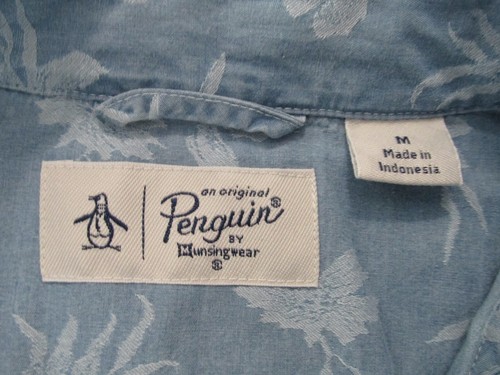 an original
Penguin®
BY
Munsingwear
®
M
Made in
Indonesia